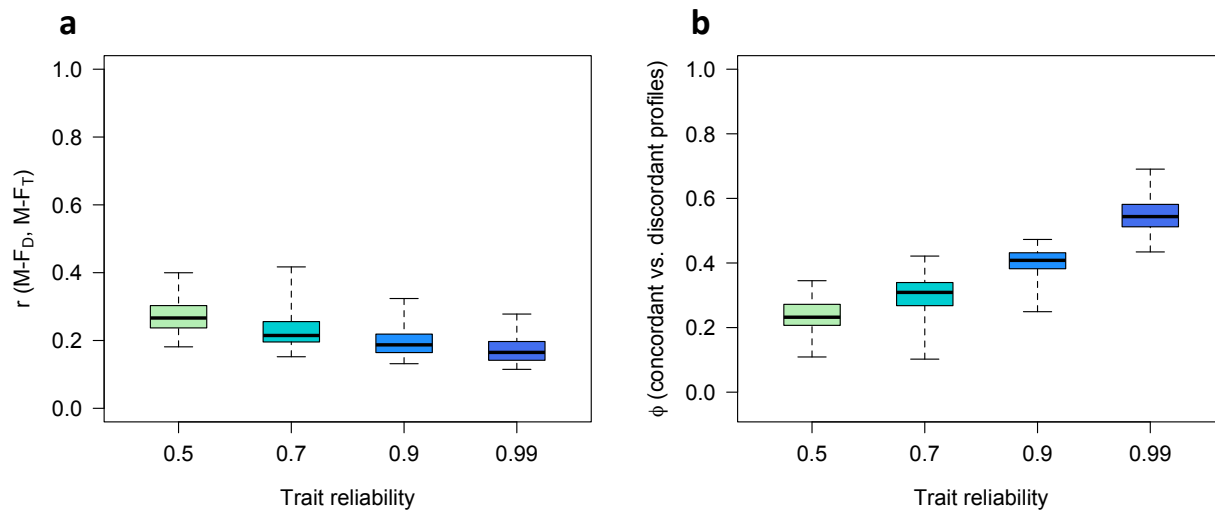 a
1.0
0.8
0.6
0.4
0.2
0.0
r (M-F_D, M-F_T)
0.5 0.7 0.9 0.99
Trait reliability
b
1.0
0.8
0.6
0.4
0.2
0.0
ϕ (concordant vs. discordant profiles)
0.5 0.7 0.9 0.99
Trait reliability